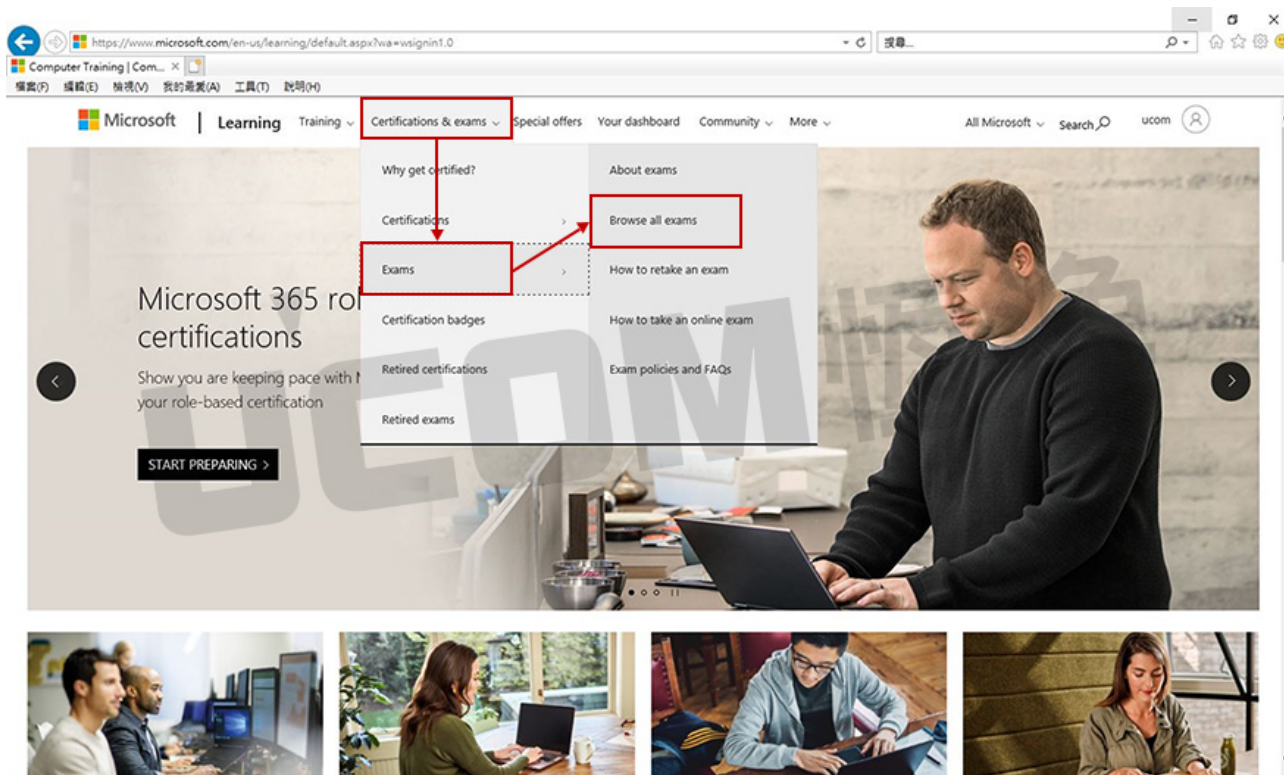 https://www.microsoft.com/en-us/learning/default.aspx?wa=wsignin1.0
搜尋...
Computer Training | Com...
檔案(F) 編輯(E) 檢視(V) 我的最愛(A) 工具(T) 說明(H)
Microsoft | Learning Training Certifications & exams Special offers Your dashboard Community More All Microsoft Search ucom
Why get certified? About exams
Certifications Browse all exams
Exams How to retake an exam
Certification badges How to take an online exam
Retired certifications Exam policies and FAQs
Retired exams
Microsoft 365 rol
certifications
Show you are keeping pace with
your role-based certification
START PREPARING >
UCOM